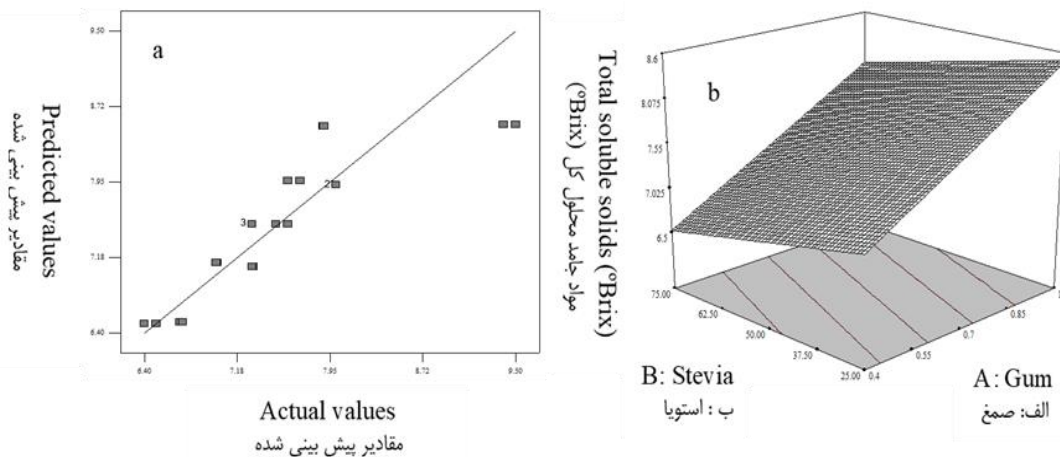 a
9.50
8.72
7.95
7.18
6.40
Predicted values
مقادیر پیش بینی شده
2
3
6.40
7.18
7.95
8.72
9.50
Actual values
مقادیر پیش بینی شده
b
Total soluble solids (ºBrix)
مواد جامد محلول کل (ºBrix)
8.6
8.075
7.55
7.025
6.5
75.00
62.50
50.00
37.50
25.00
0.4
0.55
0.7
0.85
B: Stevia
ب : استویا
A: Gum
الف: صمغ